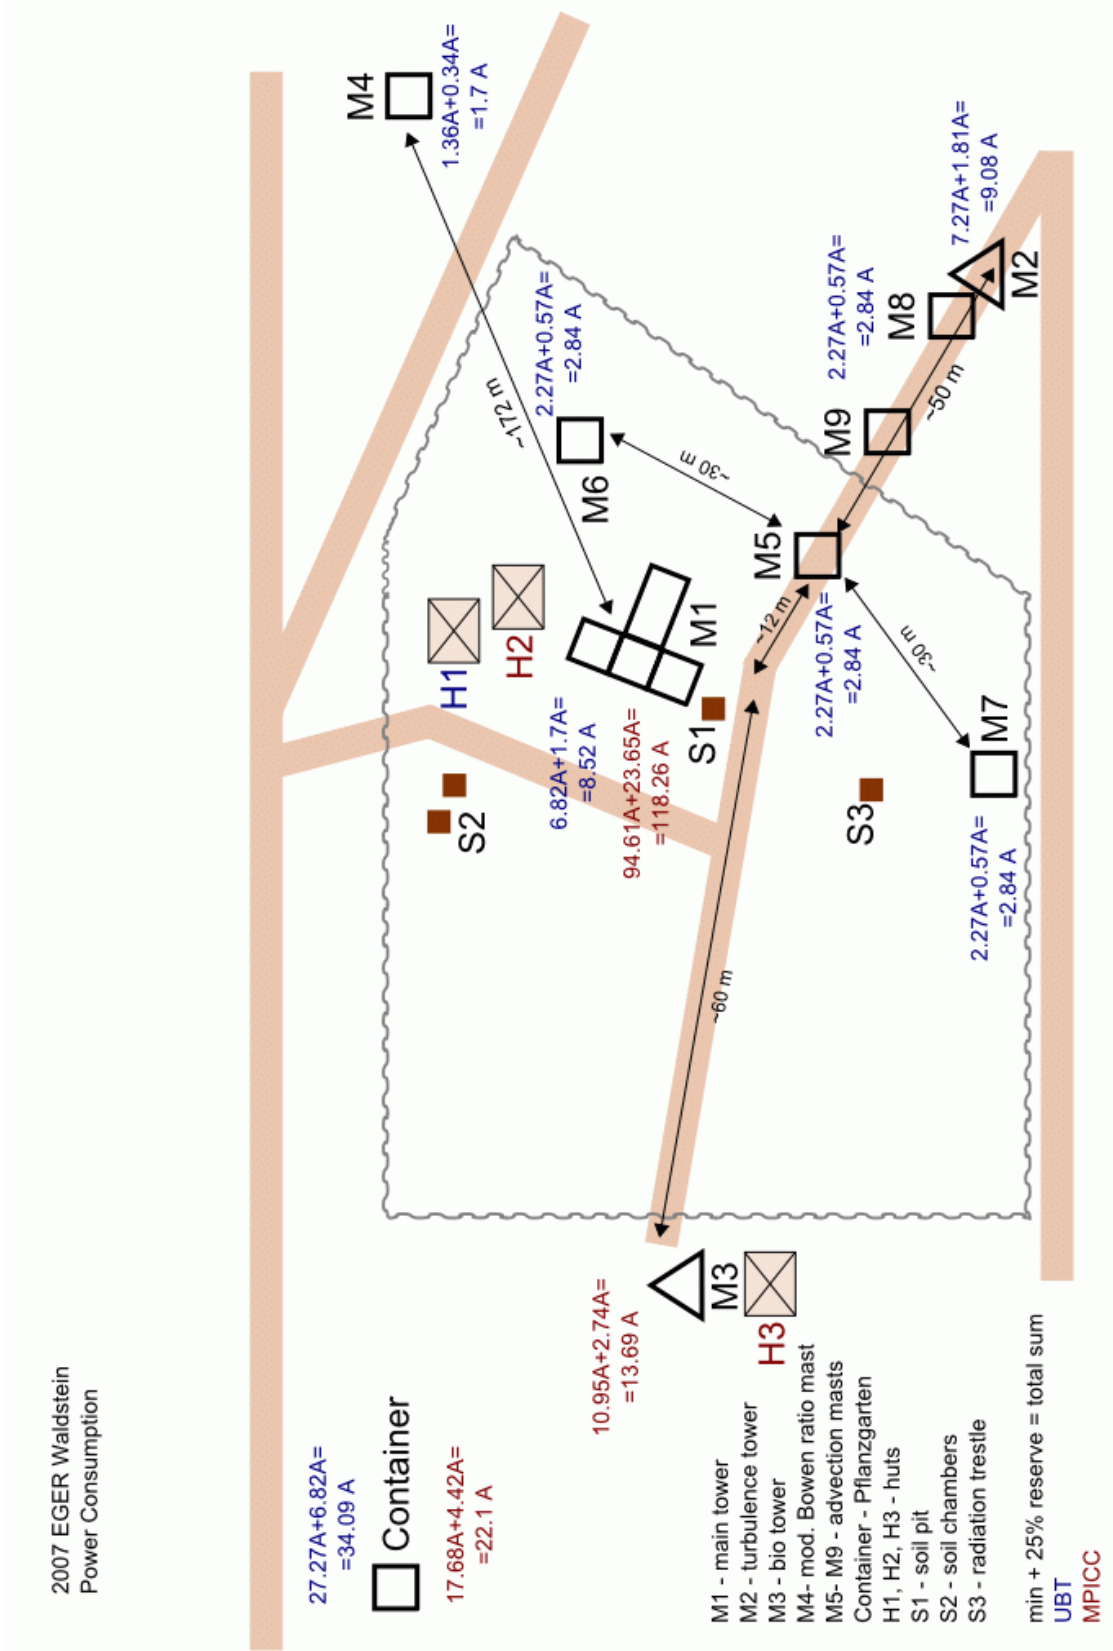 2007 EGER Waldstein
Power Consumption
27.27A+6.82A=
=34.09 A
Container
17.68A+4.42A=
=22.1 A
10.95A+2.74A=
=13.69 A
M3
H3
~60 m
S2
H1
H2
6.82A+1.7A=
=8.52 A
94.61A+23.65A=
=118.26 A
S1
M1
~12 m
S3
M4
1.36A+0.34A=
=1.7 A
~172 m
2.27A+0.57A=
=2.84 A
M6
~30 m
M5
2.27A+0.57A=
=2.84 A
~30 m
M7
2.27A+0.57A=
=2.84 A
M9
2.27A+0.57A=
=2.84 A
M8
~50 m
7.27A+1.81A=
=9.08 A
M2
M1 - main tower
M2 - turbulence tower
M3 - bio tower
M4- mod. Bowen ratio mast
M5- M9 - advection masts
Container - Pflanzgarten
H1, H2, H3 - huts
S1 - soil pit
S2 - soil chambers
S3 - radiation trestle
min + 25% reserve = total sum
UBT
MPICC